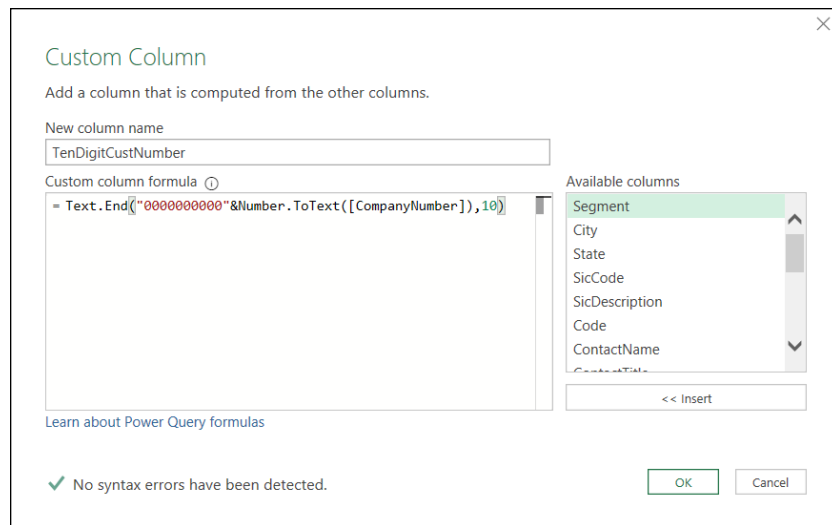 Custom Column
Add a column that is computed from the other columns.
New column name
TenDigitCustNumber
Custom column formula
Available columns
= Text.End("0000000000"&Number.ToText([CompanyNumber]),10)
Segment
City
State
SicCode
SicDescription
Code
ContactName
ContactTitle
<< Insert
Learn about Power Query formulas
No syntax errors have been detected.
OK
Cancel